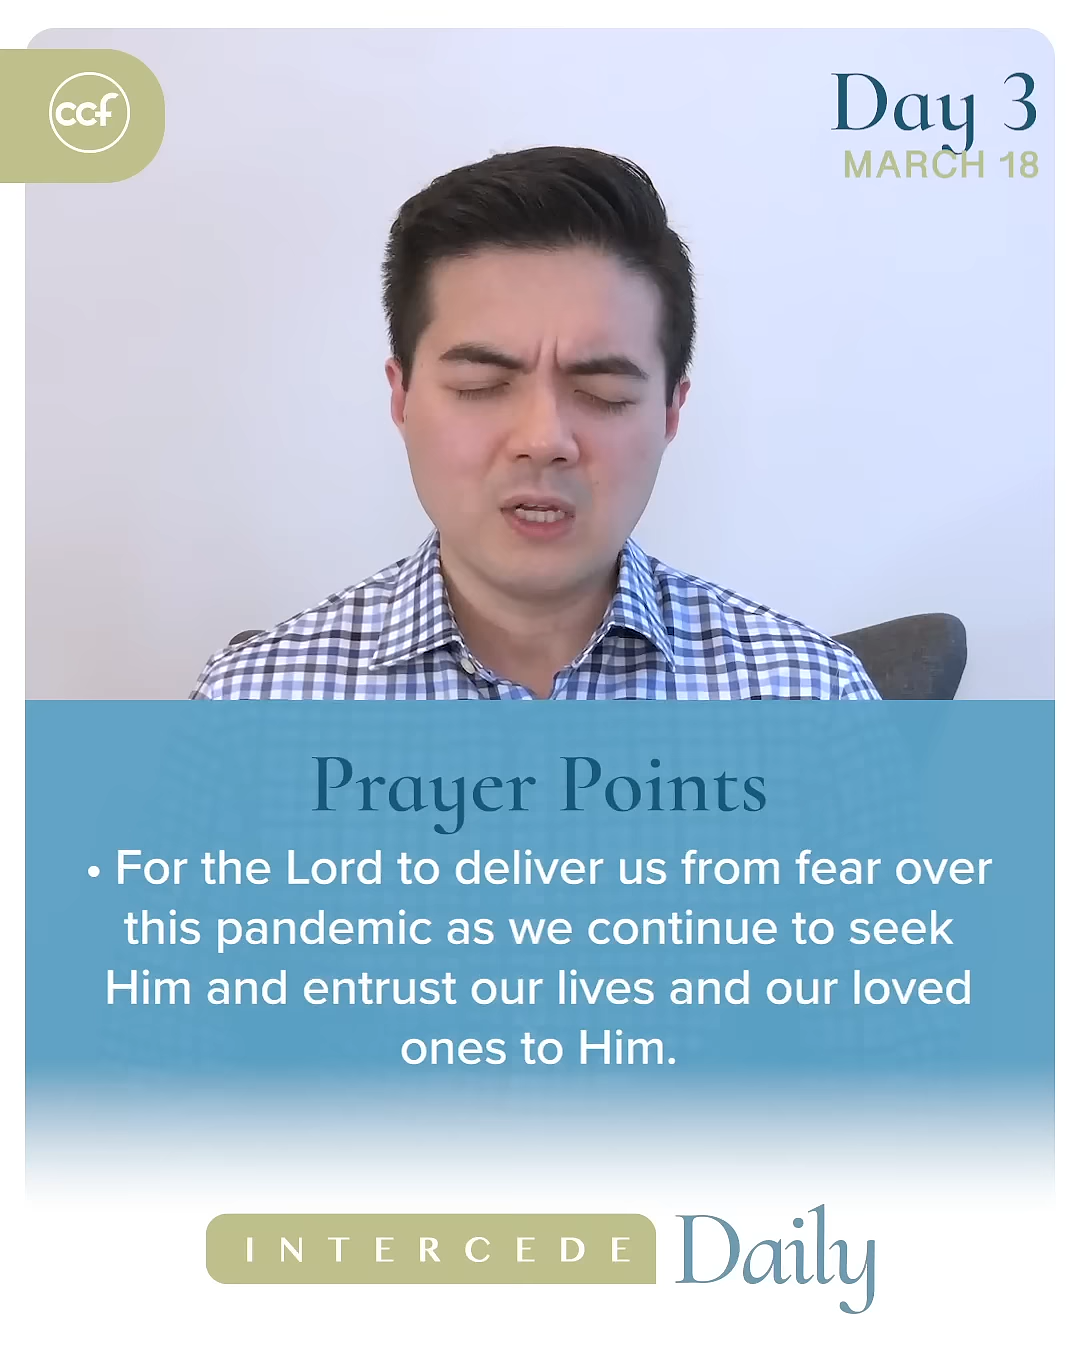 ccf
Day 3
MARCH 18
Prayer Points
• For the Lord to deliver us from fear over
this pandemic as we continue to seek
Him and entrust our lives and our loved
ones to Him.
INTERCEDE Daily